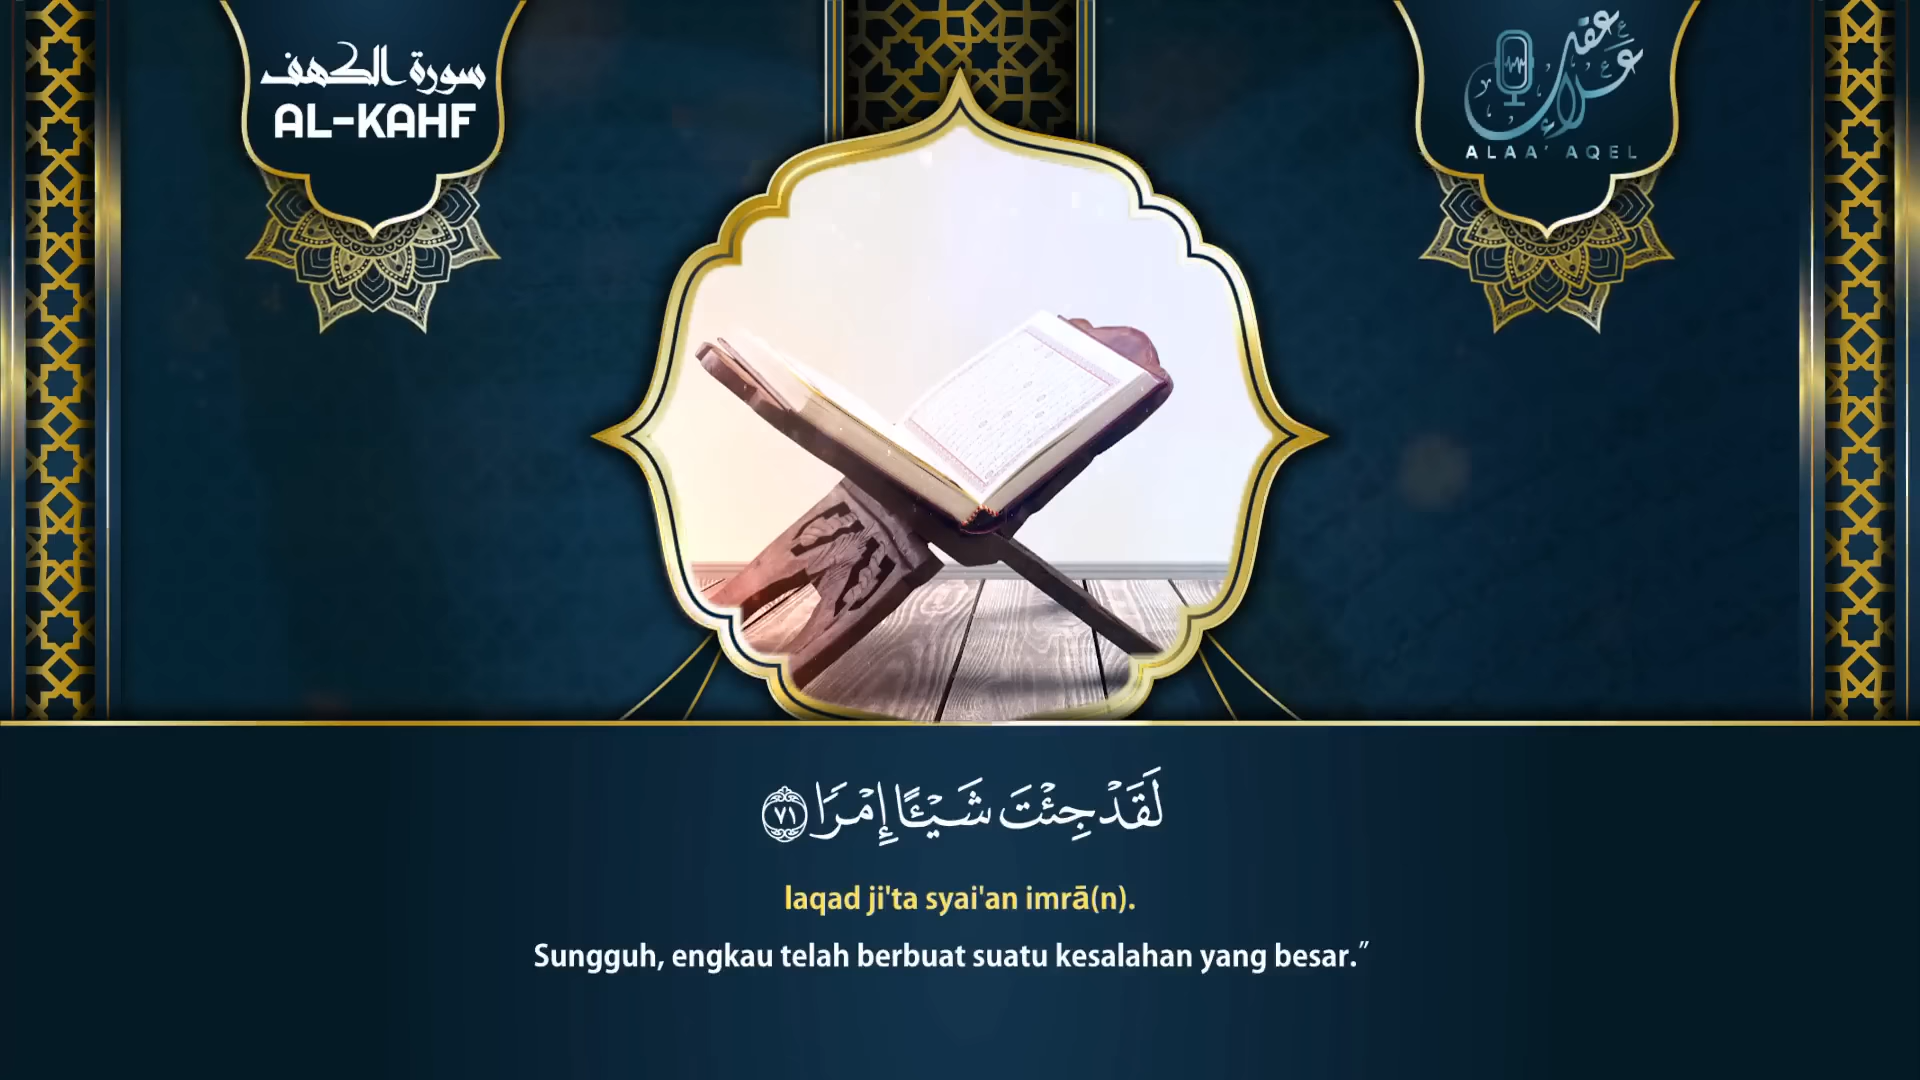 سورة الكهف
AL-KAHF
علاء عقل
ALAA' AQEL
لَقَدْ جِئْتَ شَيْـًٔا إِمْرًا ٧١
laqad ji'ta syai'an imrā(n).
Sungguh, engkau telah berbuat suatu kesalahan yang besar.”